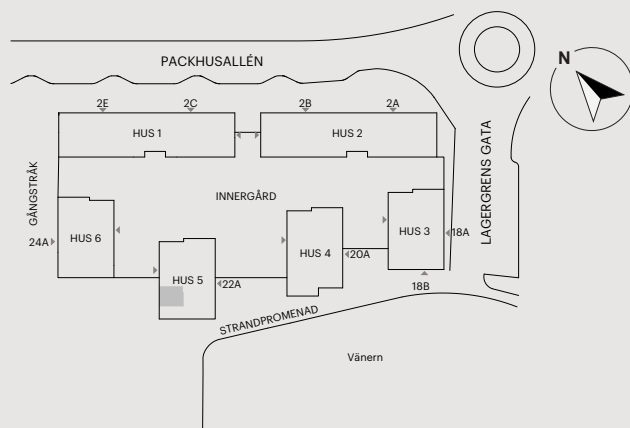 PACKHUSALLÉN
N
2E
2C
2B
2A
HUS 1
HUS 2
LAGERGRENS GATA
GÅNGSTRÅK
INNERGÅRD
24A
HUS 6
HUS 5
22A
HUS 4
20A
HUS 3
18A
18B
STRANDPROMENAD
Vänern